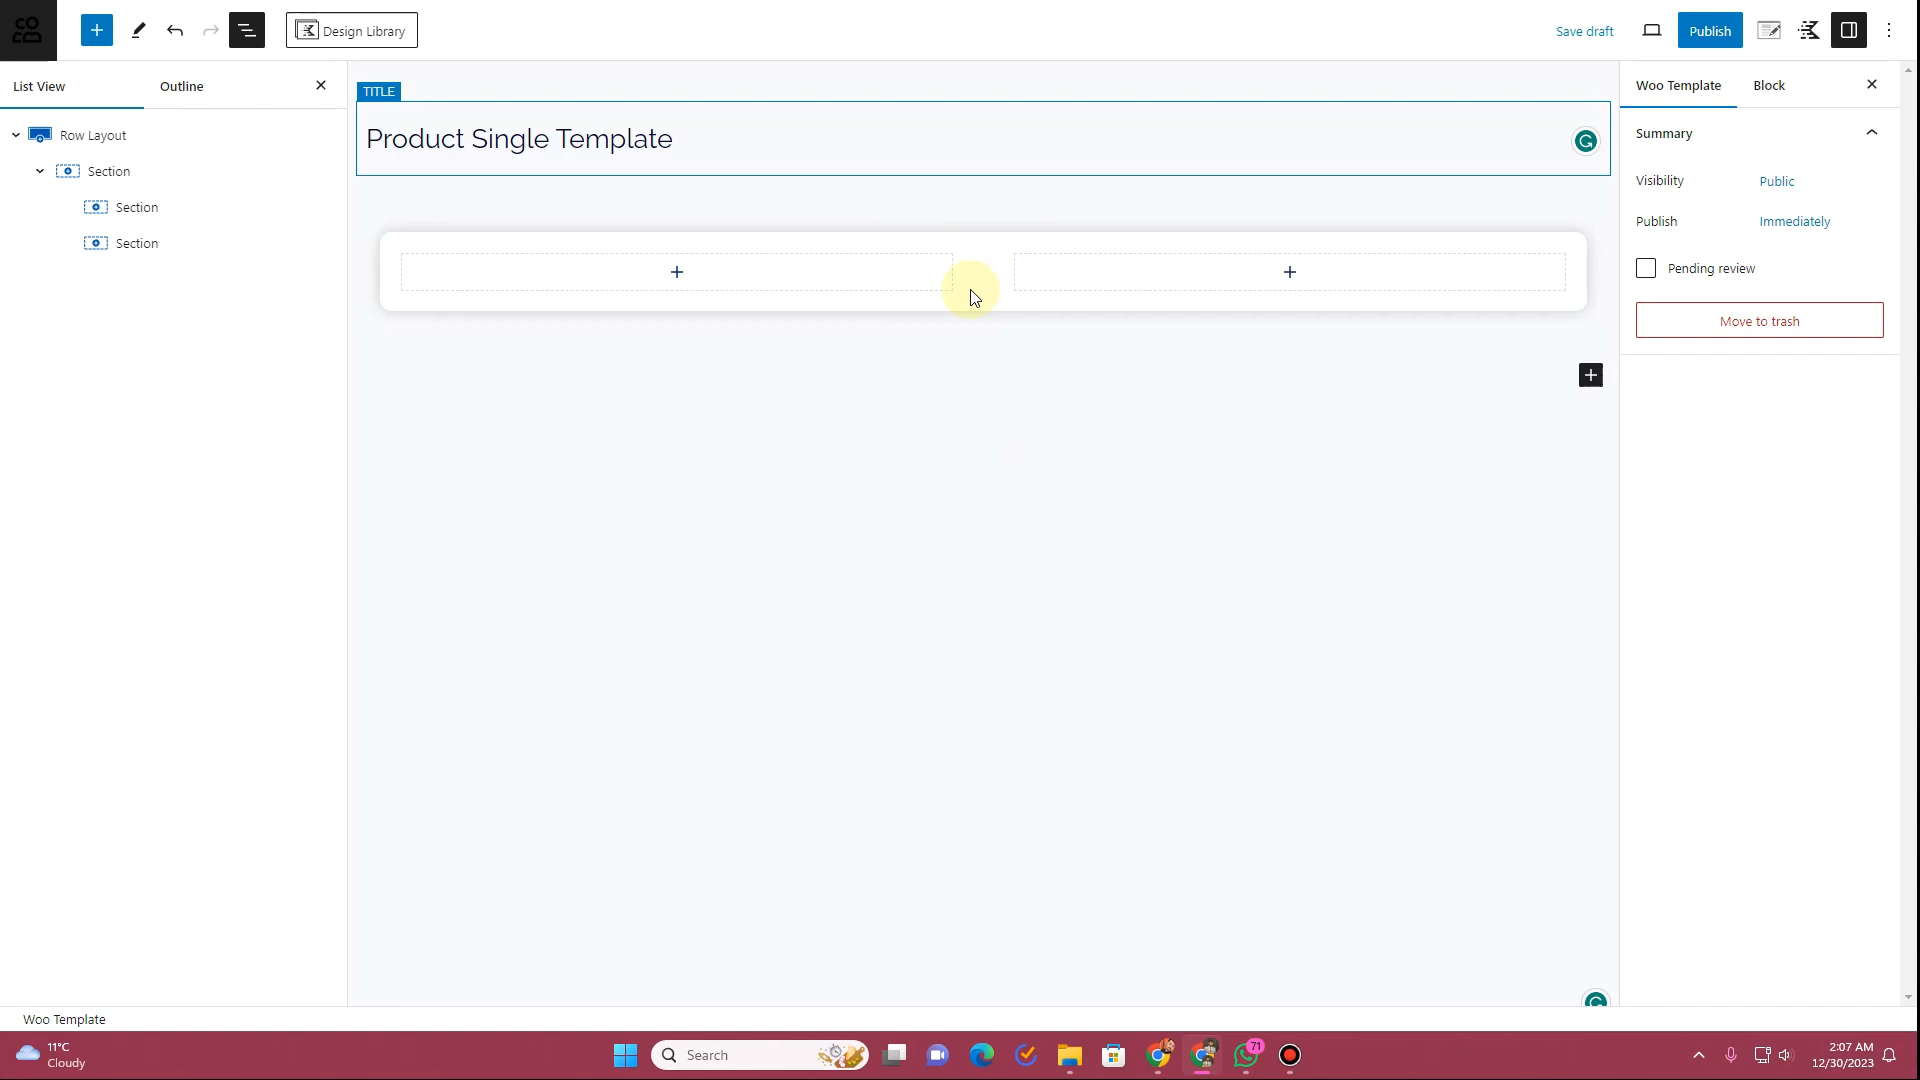 Design Library
Save draft
Publish
List View
Outline
Row Layout
Section
Section
Section
TITLE
Product Single Template
Woo Template
Block
Summary
Visibility
Public
Publish
Immediately
Pending review
Move to trash
Woo Template
11°C
Cloudy
Search
71
2:07 AM
12/30/2023